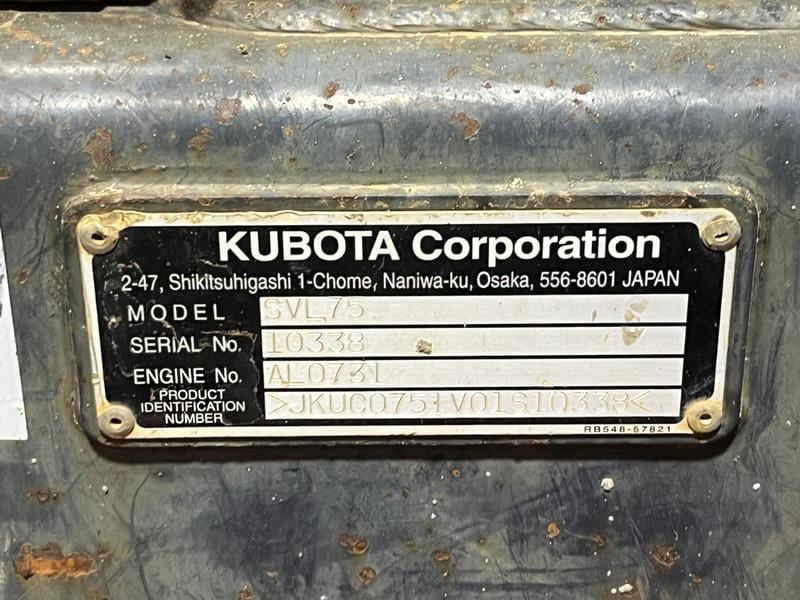 KUBOTA Corporation
2-47, Shikitsuhigashi 1-Chome, Naniwa-ku, Osaka, 556-8601 JAPAN
MODEL SVL75
SERIAL No. 10338
ENGINE No. AL0731
PRODUCT IDENTIFICATION NUMBER >JKUC0751V01S10338<
RB548-57821